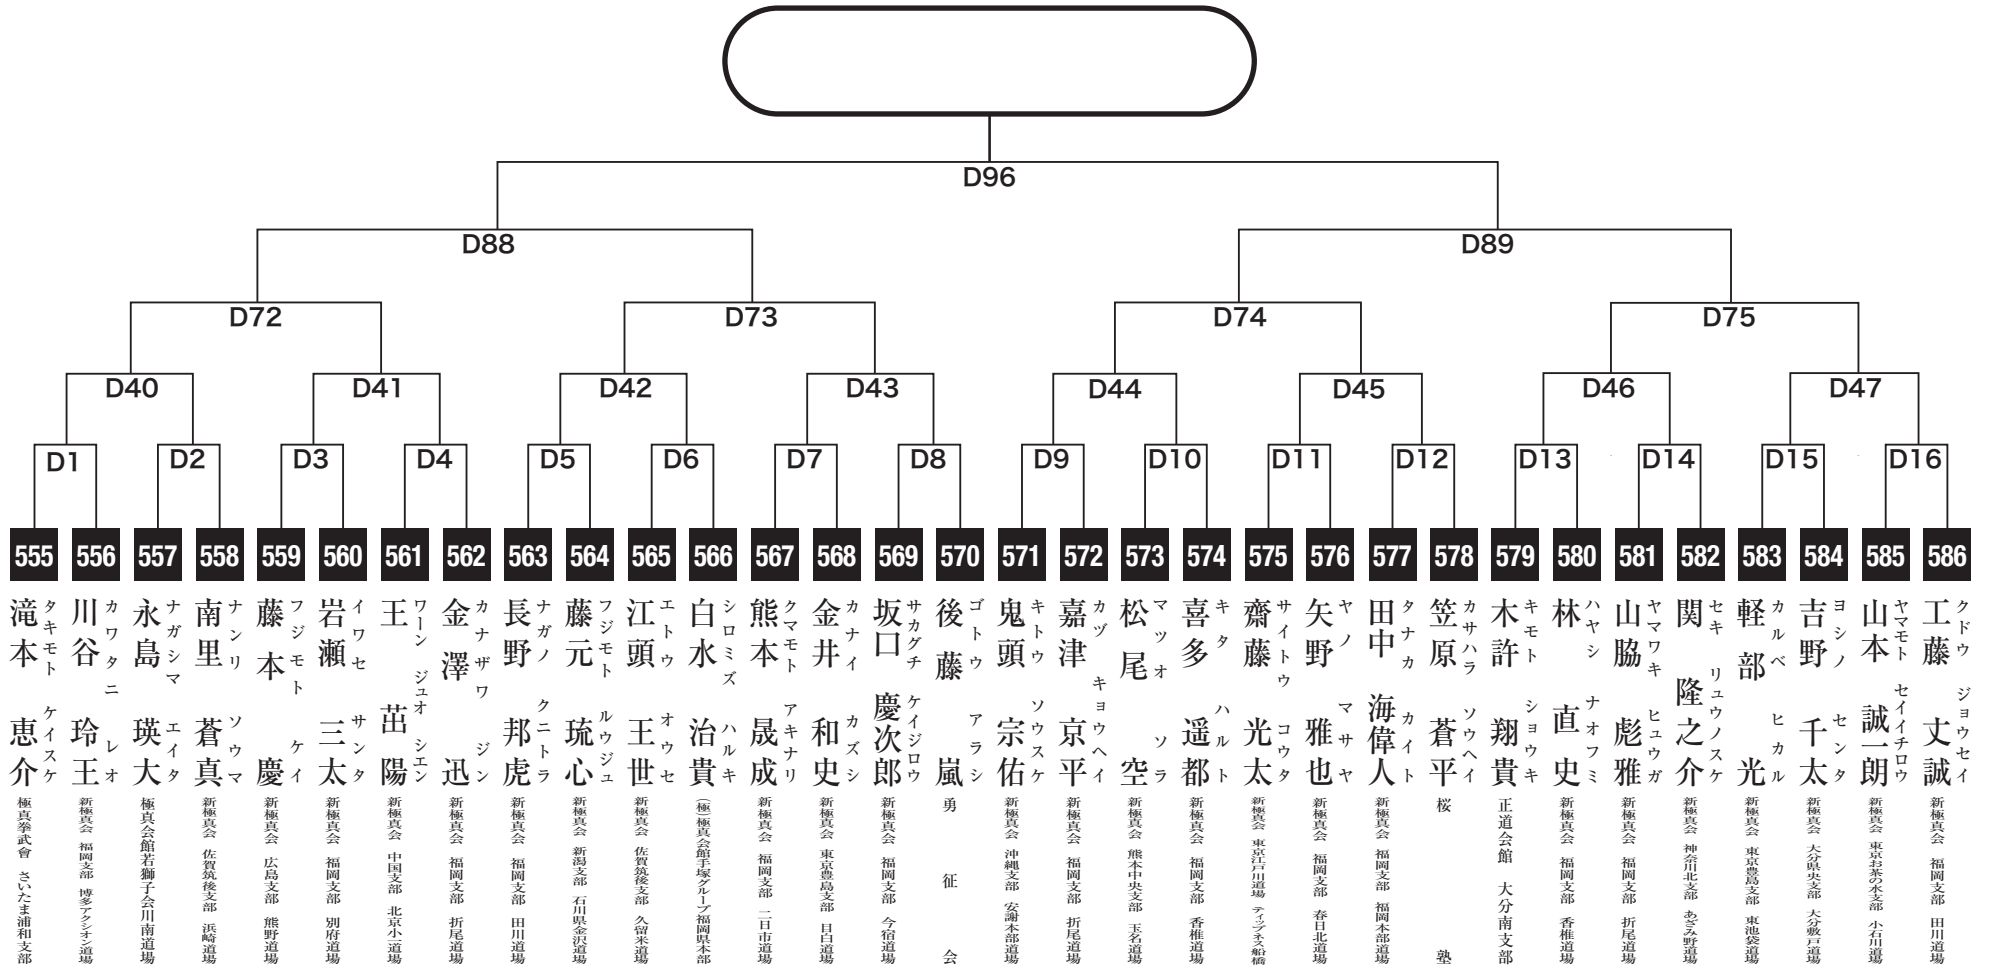 D96
D88
D89
D72
D73
D74
D75
D40
D41
D42
D43
D44
D45
D46
D47
D1
D2
D3
D4
D5
D6
D7
D8
D9
D10
D11
D12
D13
D14
D15
D16
555
滝本 恵介
タキモト ケイスケ
極真拳武會 さいたま浦和支部
556
川谷 玲王
カワタニ レオ
新極真会 福岡支部 博多アクシオン道場
557
永島 瑛大
ナガシマ エイタ
極真会館若獅子会川南道場
558
南里 蒼真
ナンリ ソウマ
新極真会 佐賀筑後支部 浜崎道場
559
藤本 慶
フジモト ケイ
新極真会 広島支部 熊野道場
560
岩瀬 三太
イワセ サンタ
新極真会 福岡支部 別府道場
561
王 茁陽
ワーン ジュオ シエン
新極真会 中国支部 北京小二道場
562
金澤 迅
カナザワ ジン
新極真会 福岡支部 折尾道場
563
長野 邦虎
ナガノ クニトラ
新極真会 福岡支部 田川道場
564
藤元 琉心
フジモト ルウジュ
新極真会 新潟支部 石川県金沢道場
565
江頭 王世
エトウ オウセ
新極真会 佐賀筑後支部 久留米道場
566
白水 治貴
シロミズ ハルキ
(極)極真会館手塚グループ福岡県本部
567
熊本 晟成
クマモト アキナリ
新極真会 福岡支部 二日市道場
568
金井 和史
カナイ カズシ
新極真会 東京豊島支部 目白道場
569
坂口 慶次郎
サカグチ ケイジロウ
新極真会 福岡支部 今宿道場
570
後藤 嵐
ゴトウ アラシ
勇征会
571
鬼頭 宗佑
キトウ ソウスケ
新極真会 沖縄支部 安謝本部道場
572
嘉津 京平
カヅ キョウヘイ
新極真会 福岡支部 折尾道場
573
松尾 空
マツオ ソラ
新極真会 熊本中央支部 玉名道場
574
喜多 遥都
キタ ハルト
新極真会 福岡支部 香椎道場
575
齋藤 光太
サイトウ コウタ
新極真会 東京江戸川道場 ティップネス船橋
576
矢野 雅也
ヤノ マサヤ
新極真会 福岡支部 春日北道場
577
田中 海偉人
タナカ カイト
新極真会 福岡支部 福岡本部道場
578
笠原 蒼平
カサハラ ソウヘイ
桜塾
579
木許 翔貴
キモト ショウキ
正道会館 大分南支部
580
林 直史
ハヤシ ナオフミ
新極真会 福岡支部 香椎道場
581
山脇 彪雅
ヤマワキ ヒュウガ
新極真会 福岡支部 折尾道場
582
関 隆之介
セキ リュウノスケ
新極真会 神奈川北支部 あざみ野道場
583
軽部 光
カルベ ヒカル
新極真会 東京豊島支部 東池袋道場
584
吉野 千太
ヨシノ センタ
新極真会 大分県央支部 大分敷戸道場
585
山本 誠一朗
ヤマモト セイイチロウ
新極真会 東京お茶の水支部 小石川道場
586
工藤 丈誠
クドウ ジョウセイ
新極真会 福岡支部 田川道場